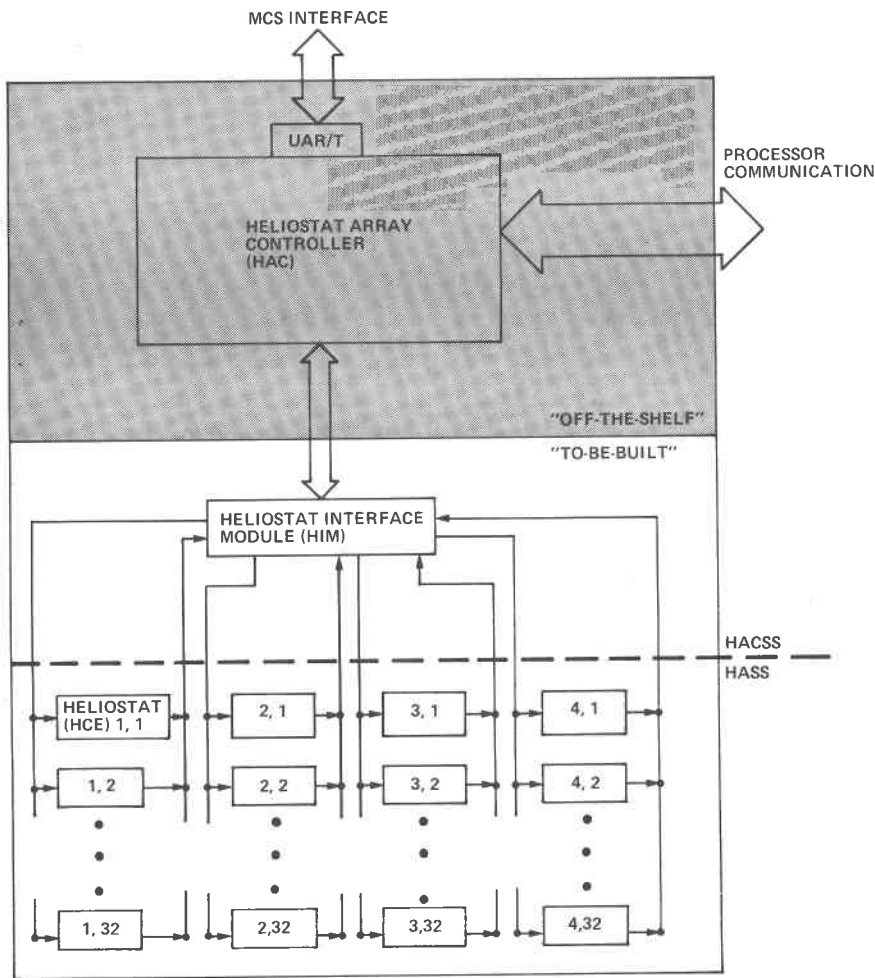 MCS INTERFACE
UAR/T
PROCESSOR
COMMUNICATION
HELIOSTAT ARRAY
CONTROLLER
(HAC)
"OFF-THE-SHELF"
"TO-BE-BUILT"
HELIOSTAT INTERFACE
MODULE (HIM)
HACSS
HASS
HELIOSTAT
(HCE) 1, 1
2, 1
3, 1
4, 1
1, 2
2, 2
3, 2
4, 2
1, 32
2,32
3,32
4,32